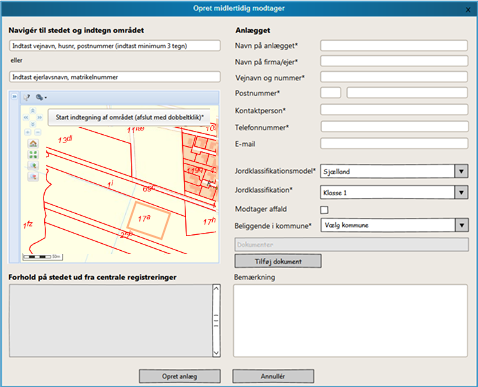 Opret midlertidig modtager
x
Navigér til stedet og indtegn området
Indtast vejnavn, husnr, postnummer (indtast minimum 3 tegn)
eller
Indtast ejerlavsnavn, matrikelnummer
Start indtegning af området (afslut med dobbeltklik)*
17a
Forhold på stedet ud fra centrale registreringer
Anlægget
Navn på anlægget*
Navn på firma/ejer*
Vejnavn og nummer*
Postnummer*
Kontaktperson*
Telefonnummer*
E-mail
Jordklassifikationsmodel* Sjælland
Jordklassifikation* Klasse 1
Modtager affald
Beliggende i kommune* Vælg kommune
Dokumenter
Tilføj dokument
Bemærkning
Opret anlæg
Annullér